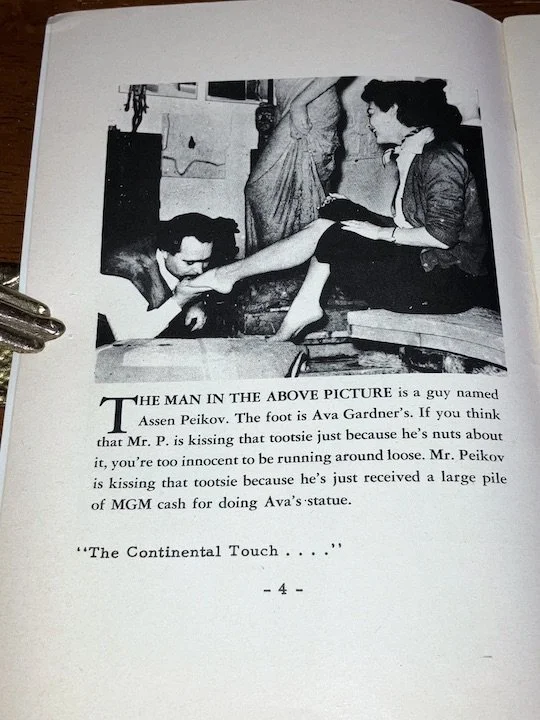 THE MAN IN THE ABOVE PICTURE is a guy named
Assen Peikov. The foot is Ava Gardner's. If you think
that Mr. P. is kissing that tootsie just because he's nuts about
it, you're too innocent to be running around loose. Mr. Peikov
is kissing that tootsie because he's just received a large pile
of MGM cash for doing Ava's statue.
"The Continental Touch . . . ."
- 4 -